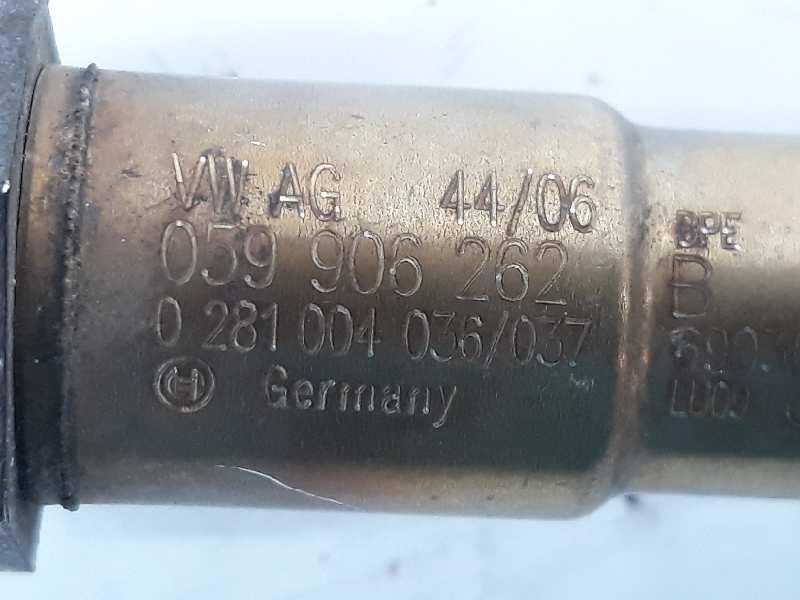 VW AG 44/06
059 906 262
0 281 004 036/037
Germany
BPE
B